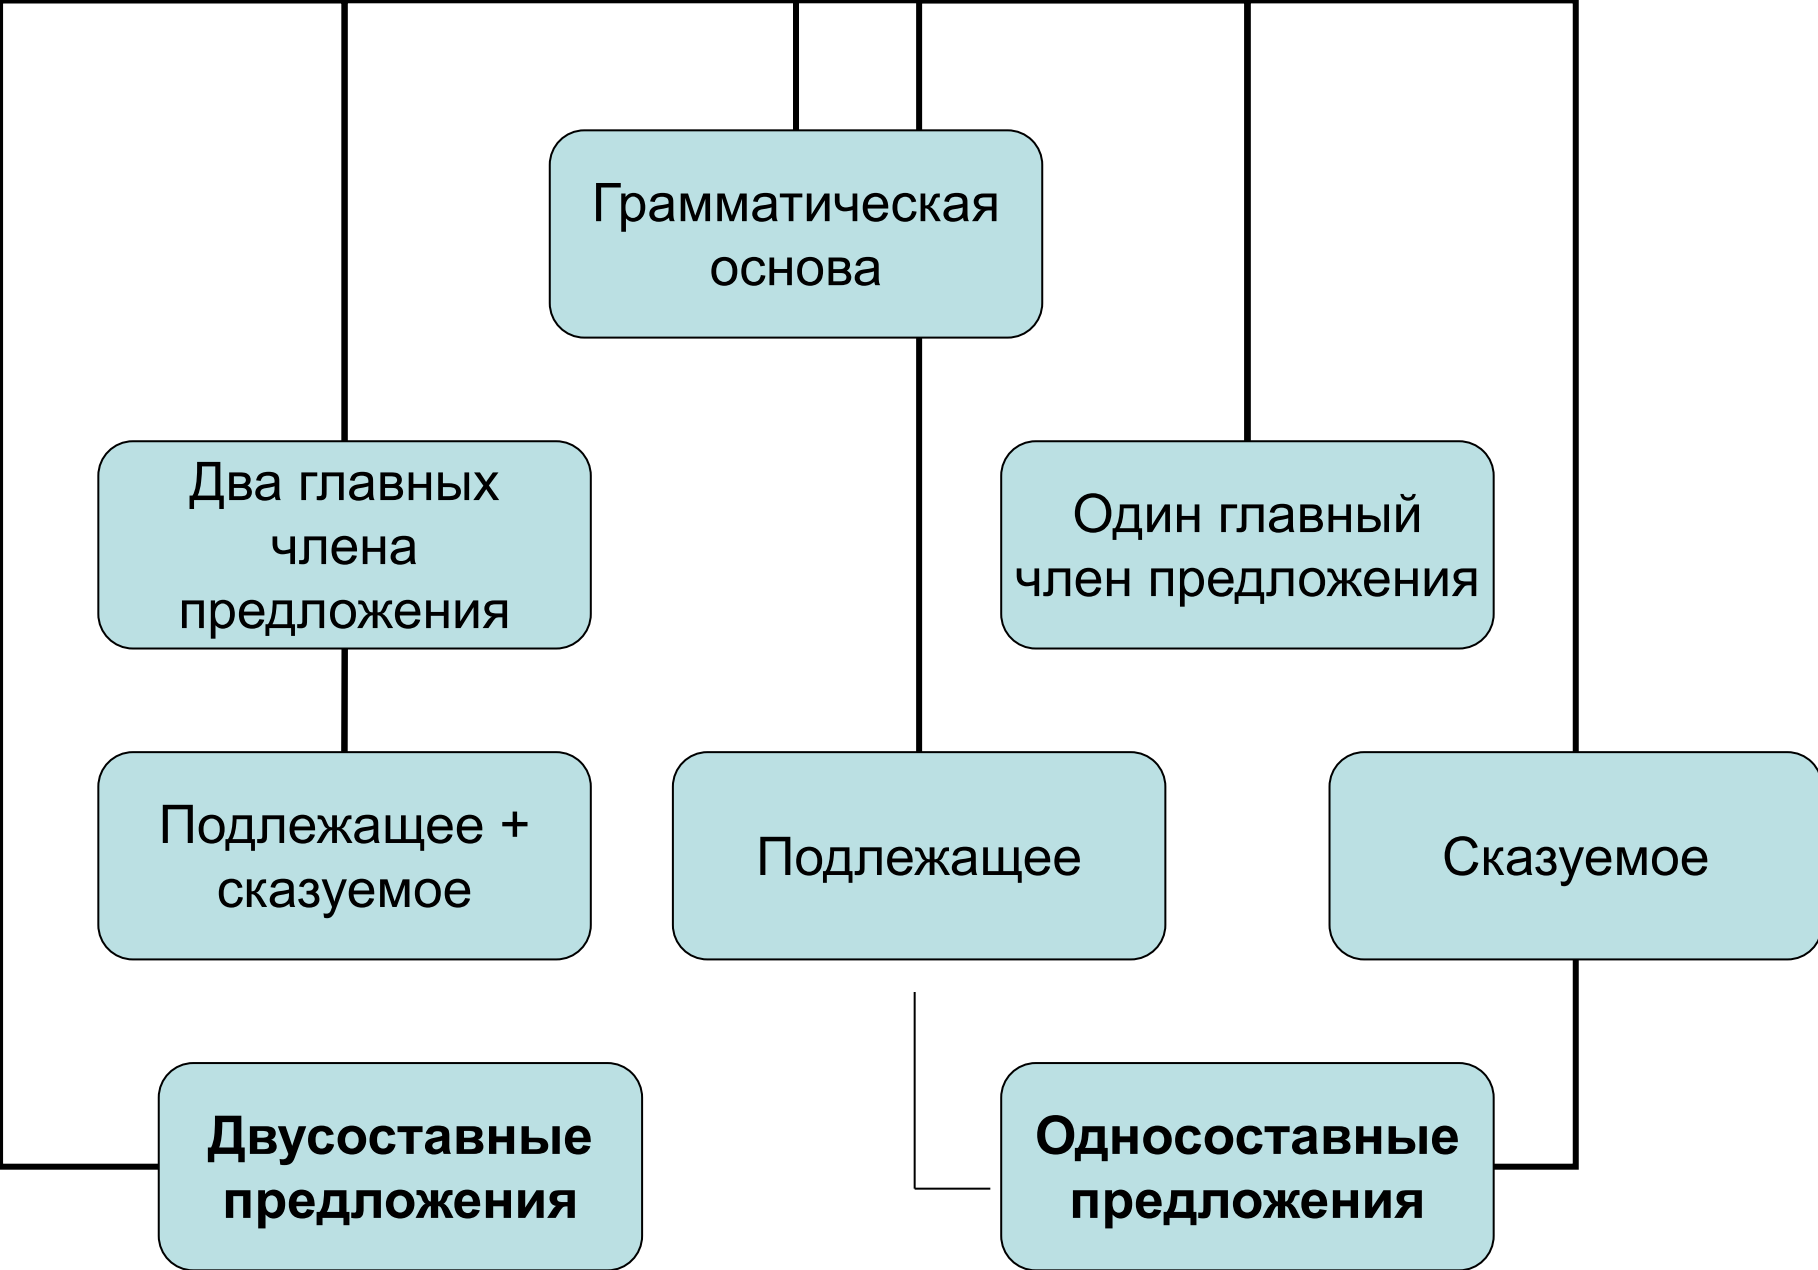 Грамматическая
основа
Два главных
члена
предложения
Один главный
член предложения
Подлежащее +
сказуемое
Подлежащее
Сказуемое
Двусоставные
предложения
Односоставные
предложения